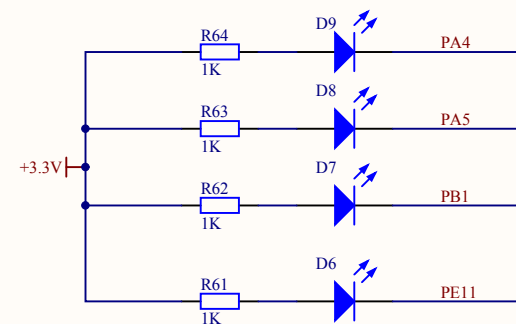 D9
R64
PA4
1K
D8
R63
PA5
1K
D7
+3.3V
R62
PB1
1K
D6
R61
PE11
1K